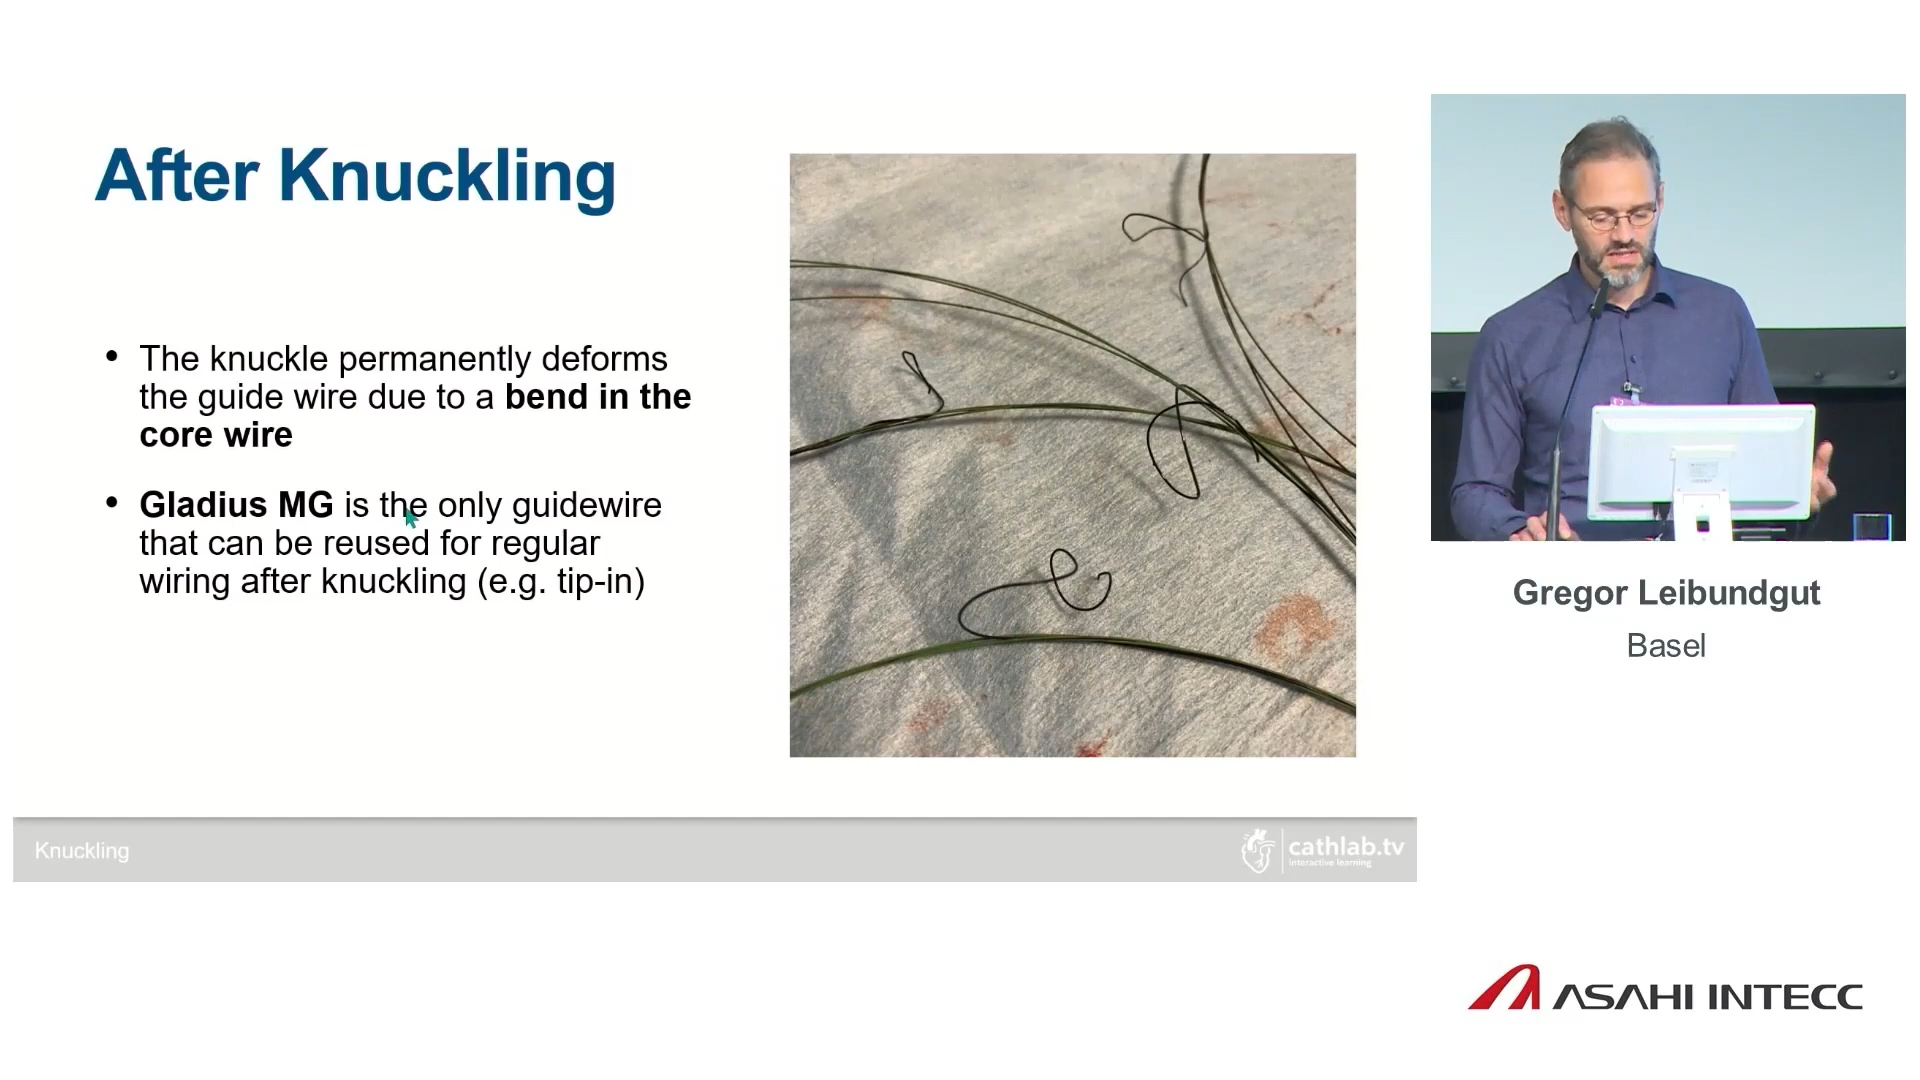 After Knuckling
• The knuckle permanently deforms
the guide wire due to a bend in the
core wire
• Gladius MG is the only guidewire
that can be reused for regular
wiring after knuckling (e.g. tip-in)
Knuckling
cathlab.tv
interactive learning
Gregor Leibundgut
Basel
ASAHI INTECC